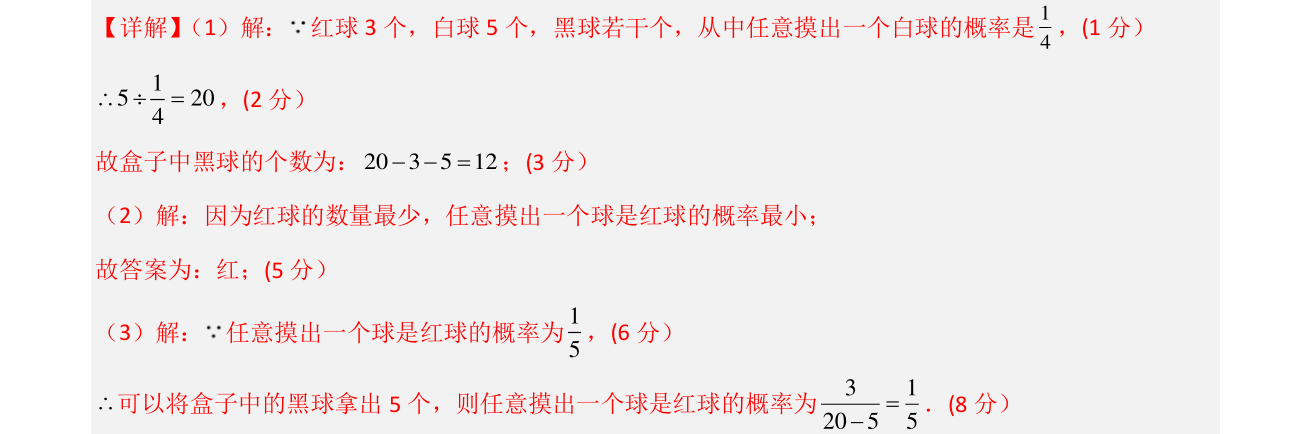 【详解】（1）解：∵红球 3 个，白球 5 个，黑球若干个，从中任意摸出一个白球的概率是 1/4，(1 分）
∴5÷1/4=20，(2 分）
故盒子中黑球的个数为：20−3−5=12；(3 分）
（2）解：因为红球的数量最少，任意摸出一个球是红球的概率最小；
故答案为：红；(5 分）
（3）解：∵任意摸出一个球是红球的概率为 1/5，(6 分）
∴可以将盒子中的黑球拿出 5 个，则任意摸出一个球是红球的概率为 3/(20−5)=1/5．(8 分）